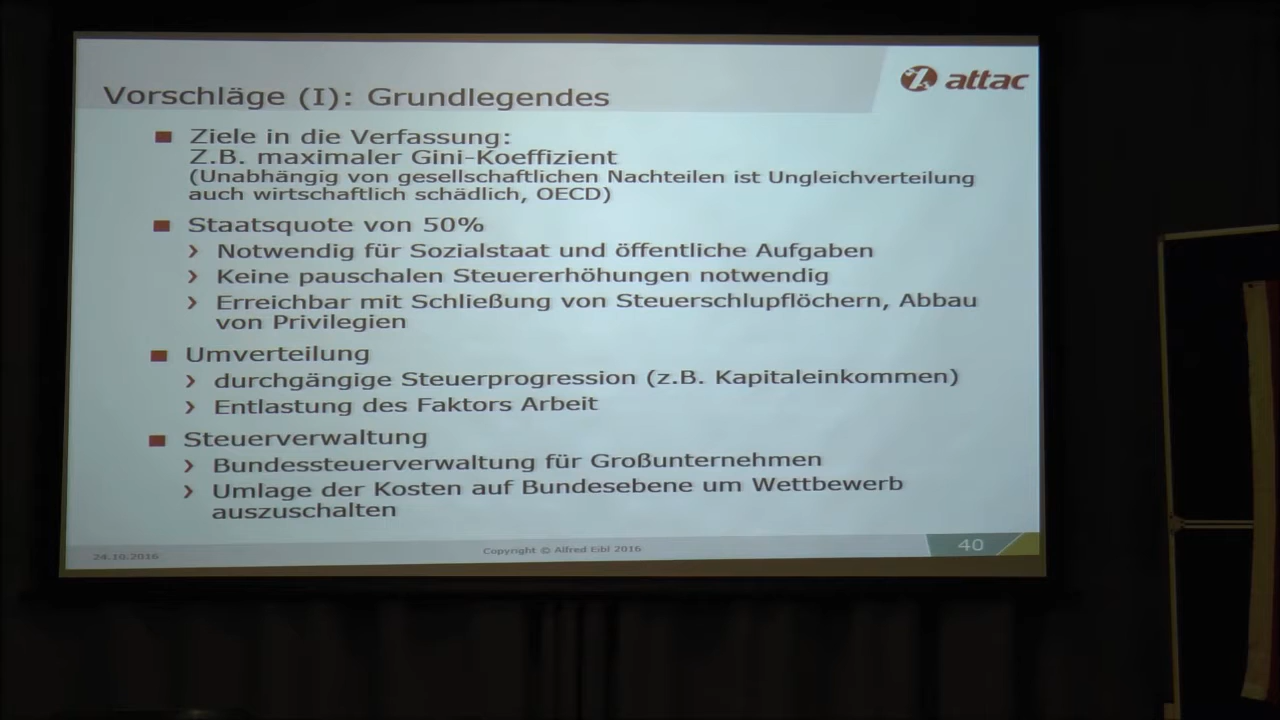 attac
Vorschläge (I): Grundlegendes
Ziele in die Verfassung:
Z.B. maximaler Gini-Koeffizient
(Unabhängig von gesellschaftlichen Nachteilen ist Ungleichverteilung
auch wirtschaftlich schädlich, OECD)
Staatsquote von 50%
Notwendig für Sozialstaat und öffentliche Aufgaben
Keine pauschalen Steuererhöhungen notwendig
Erreichbar mit Schließung von Steuerschlupflöchern, Abbau
von Privilegien
Umverteilung
durchgängige Steuerprogression (z.B. Kapitaleinkommen)
Entlastung des Faktors Arbeit
Steuerverwaltung
Bundessteuerverwaltung für Großunternehmen
Umlage der Kosten auf Bundesebene um Wettbewerb
auszuschalten
24.10.2016
Copyright © Alfred Eibl 2016
40